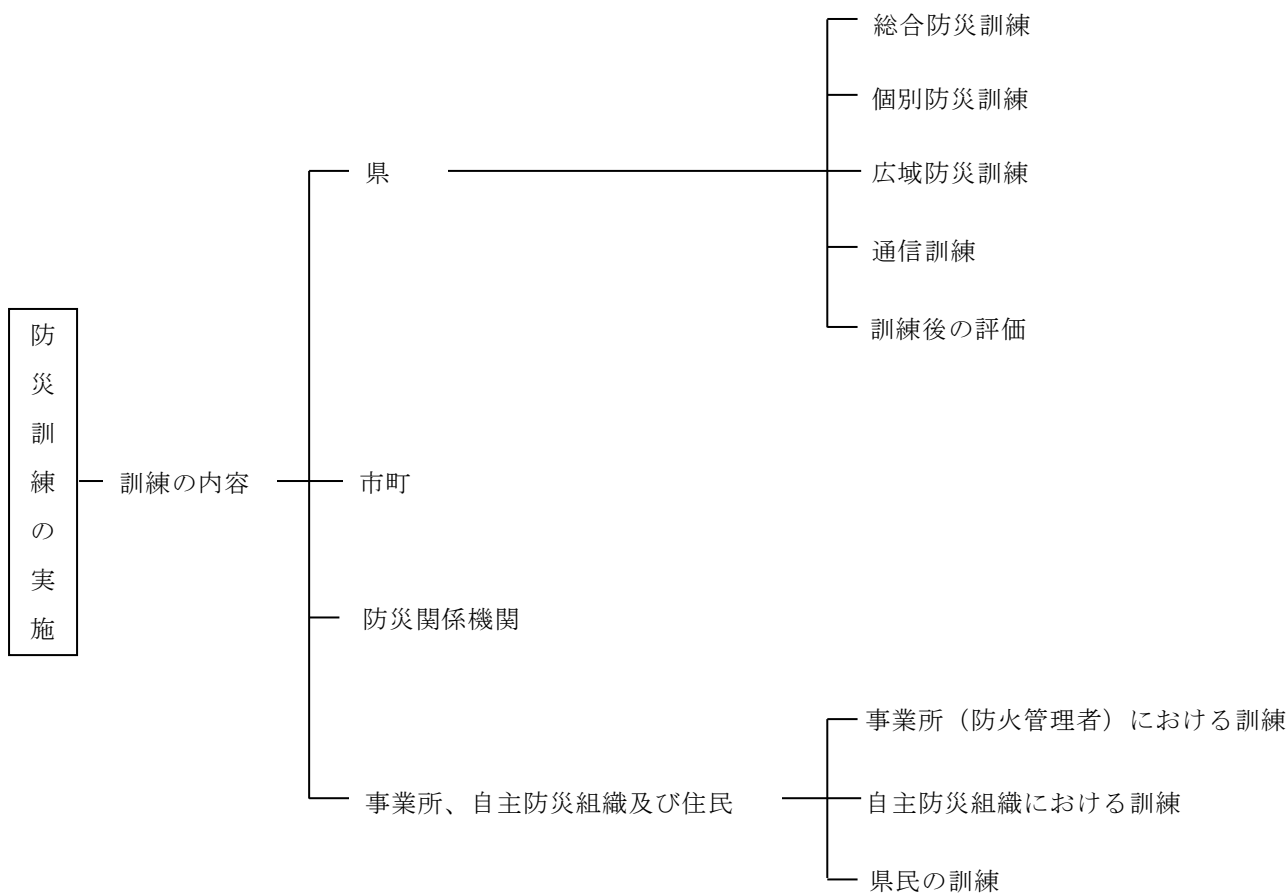 防災訓練の実施
訓練の内容
県
総合防災訓練
個別防災訓練
広域防災訓練
通信訓練
訓練後の評価
市町
防災関係機関
事業所、自主防災組織及び住民
事業所（防火管理者）における訓練
自主防災組織における訓練
県民の訓練